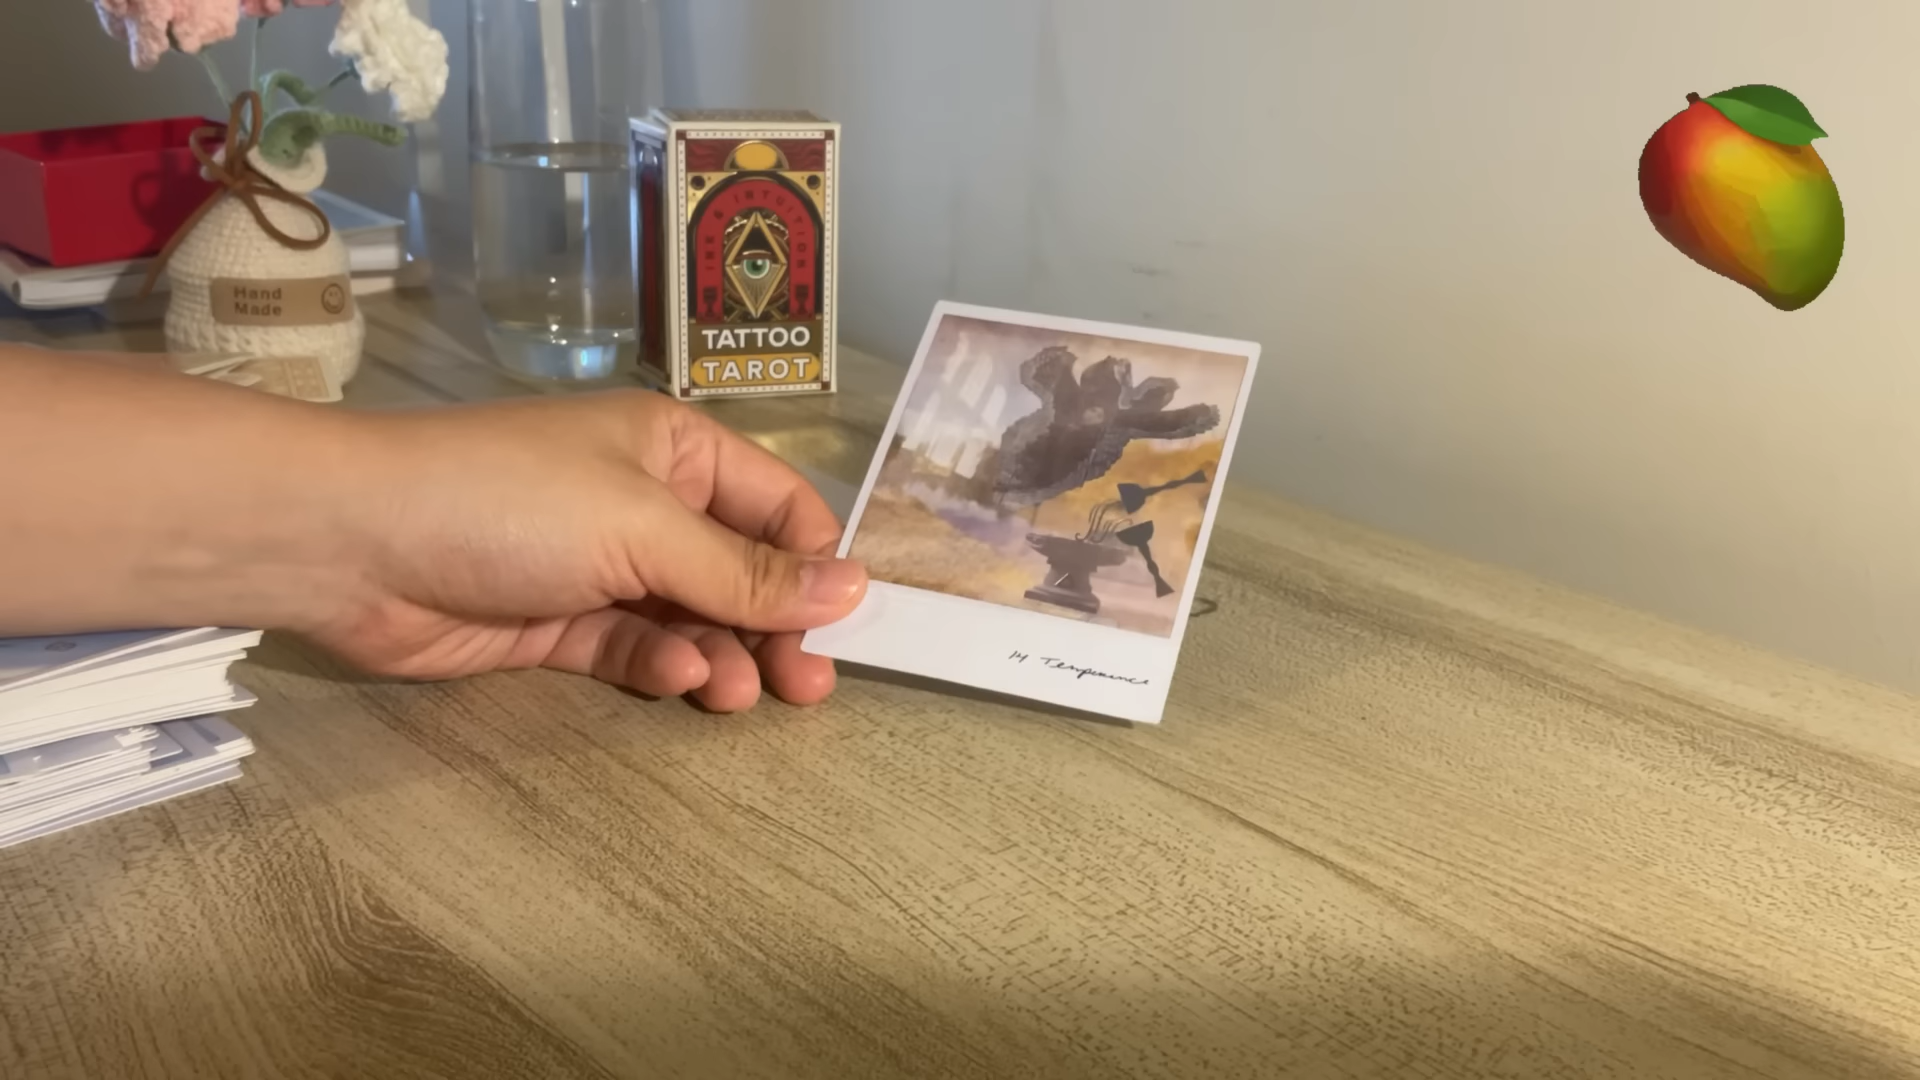 Hand
Made
INK & INTUITION
TATTOO
TAROT
14 Temperance